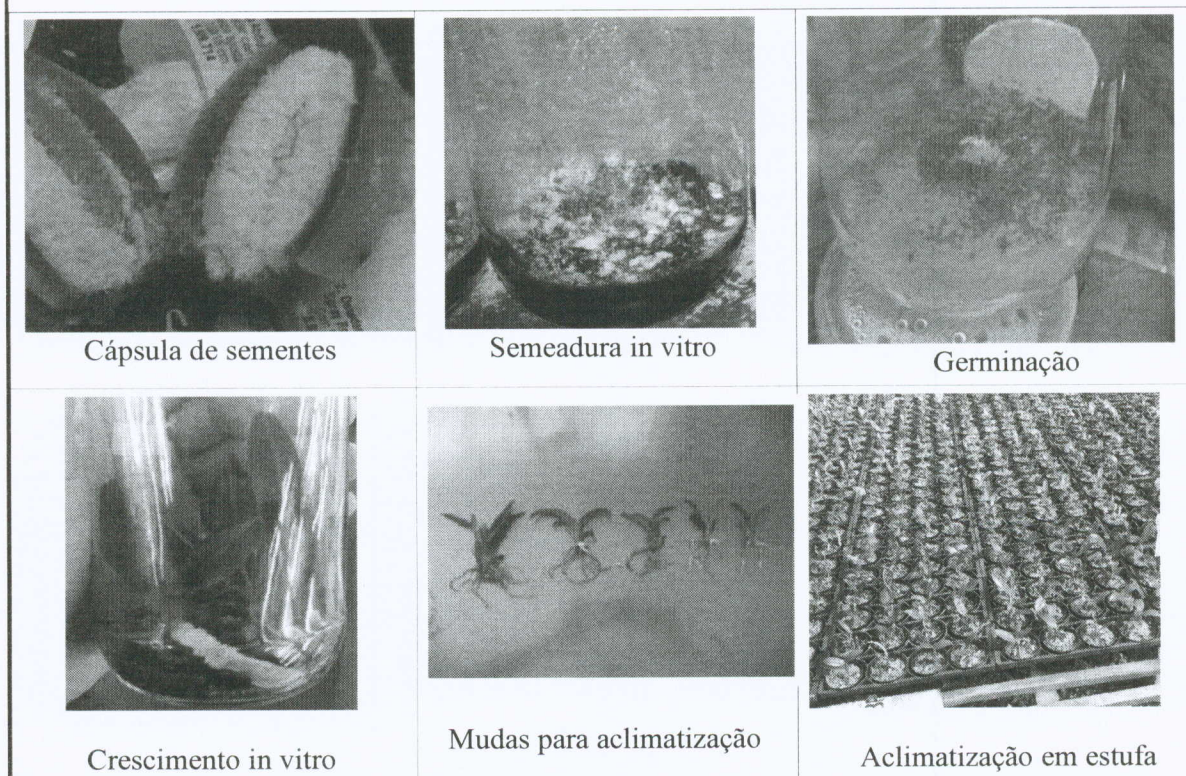 Cápsula de sementes
Semeadura in vitro
Germinação
Crescimento in vitro
Mudas para aclimatização
Aclimatização em estufa